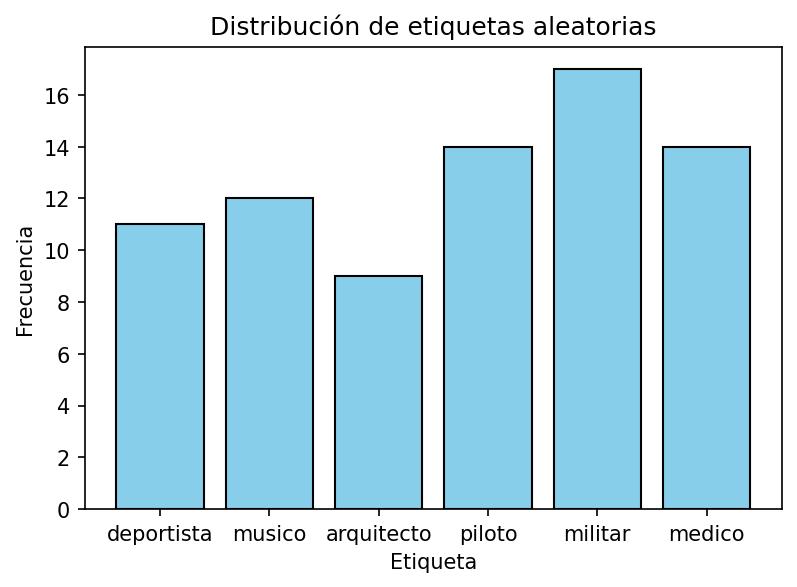 Distribución de etiquetas aleatorias
16
14
12
10
8
6
4
2
0
Frecuencia
deportista musico arquitecto piloto militar medico
Etiqueta